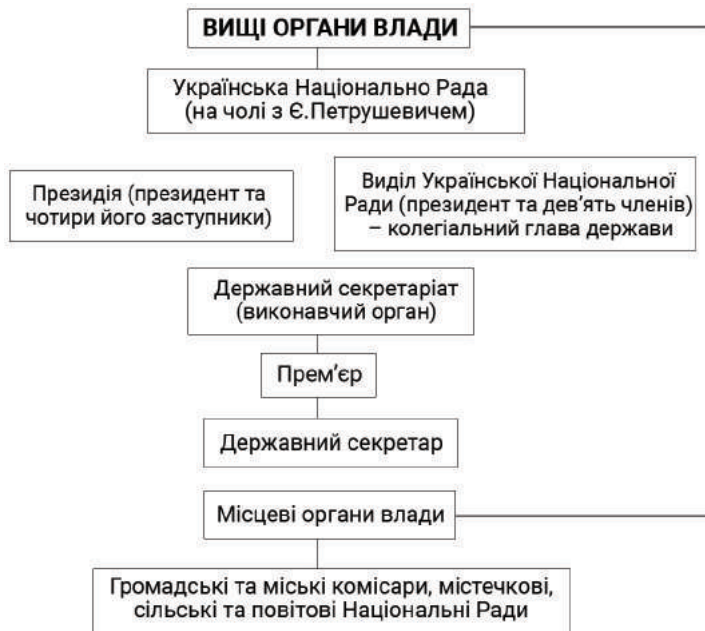 ВИЩІ ОРГАНИ ВЛАДИ
Українська Національно Рада
(на чолі з Є.Петрушевичем)
Президія (президент та
чотири його заступники)
Виділ Української Національної
Ради (президент та дев’ять членів)
– колегіальний глава держави
Державний секретаріат
(виконавчий орган)
Прем’єр
Державний секретар
Місцеві органи влади
Громадські та міські комісари, містечкові,
сільські та повітові Національні Ради